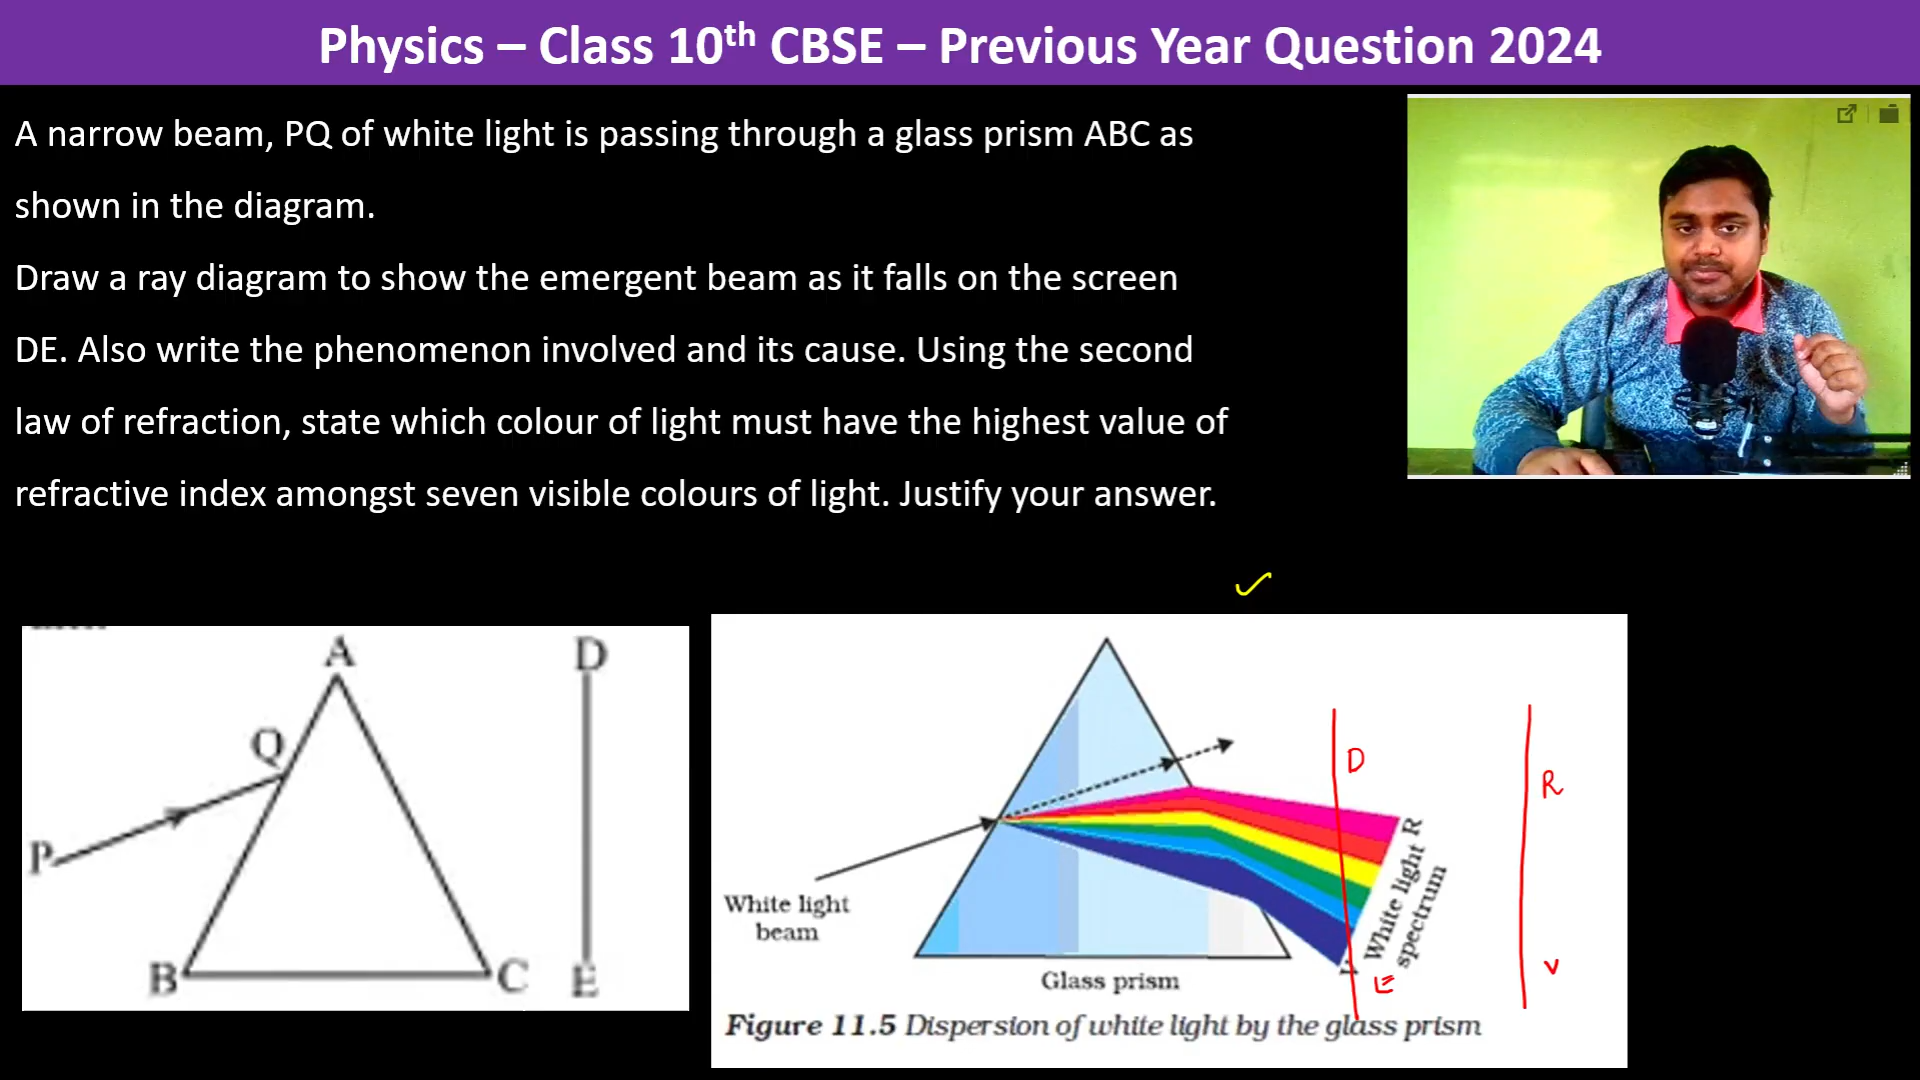 Physics – Class 10th CBSE – Previous Year Question 2024
A narrow beam, PQ of white light is passing through a glass prism ABC as
shown in the diagram.
Draw a ray diagram to show the emergent beam as it falls on the screen
DE. Also write the phenomenon involved and its cause. Using the second
law of refraction, state which colour of light must have the highest value of
refractive index amongst seven visible colours of light. Justify your answer.
A
D
Q
P
B
C
E
D
R
R
White light
spectrum
White light
beam
V
E
Glass prism
Figure 11.5 Dispersion of white light by the glass prism